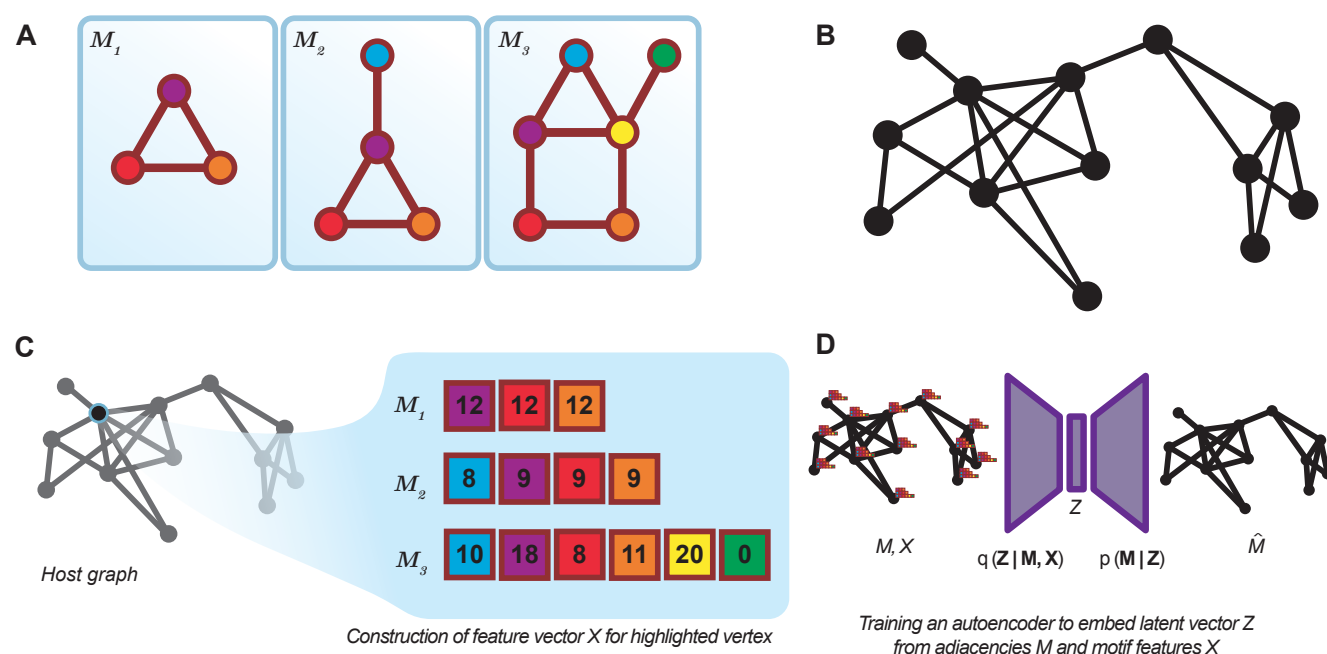 A
M₁
M₂
M₃
B
C
Host graph
M₁ 12 12 12
M₂ 8 9 9 9
M₃ 10 18 8 11 20 0
Construction of feature vector X for highlighted vertex
D
M, X
Z
q (Z | M, X)
p (M | Z)
M̂
Training an autoencoder to embed latent vector Z
from adjacencies M and motif features X